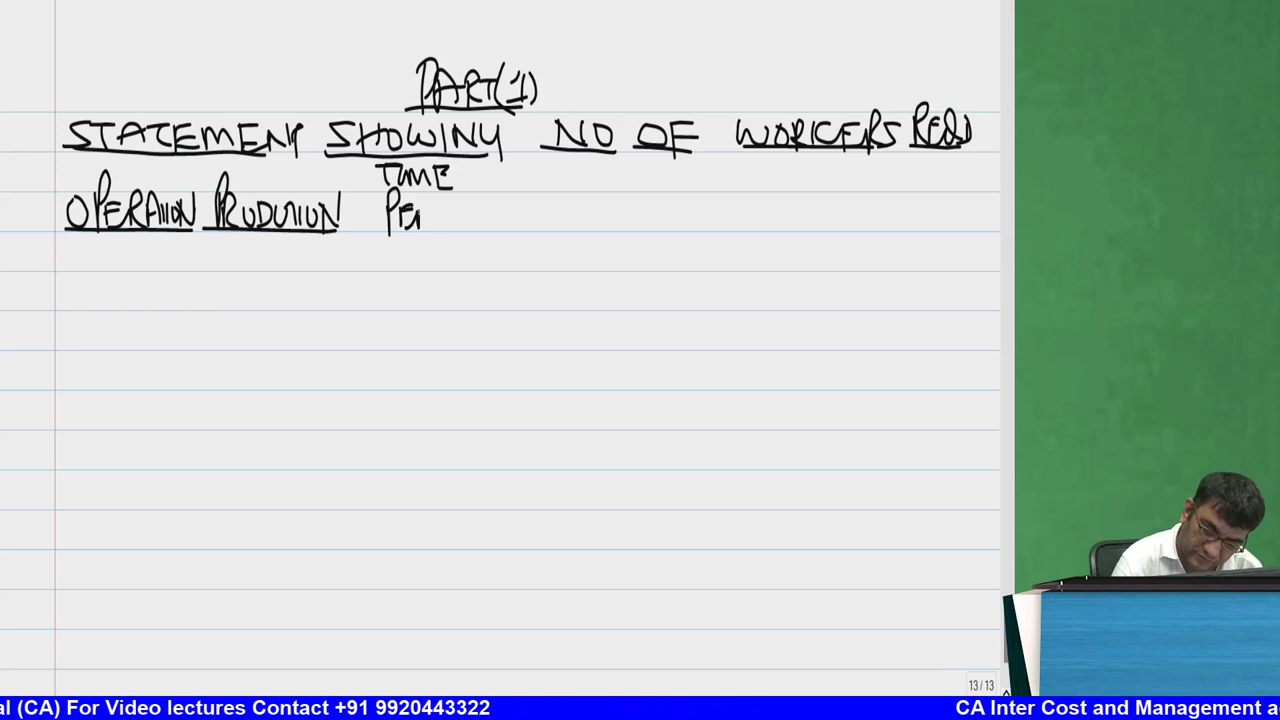 PART(1)
STATEMENT SHOWING NO OF WORKERS REQD
TIME
OPERATION PRODUTION PER
13/13
al (CA) For Video lectures Contact +91 9920443322
CA Inter Cost and Management a